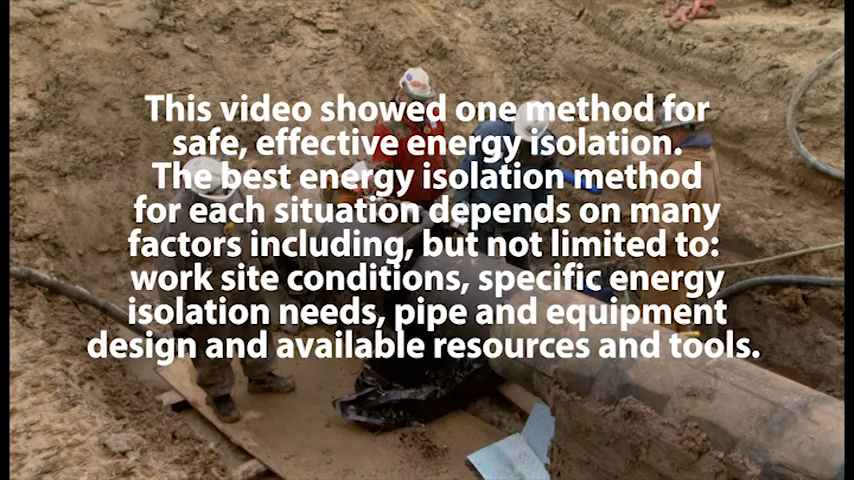 This video showed one method for
safe, effective energy isolation.
The best energy isolation method
for each situation depends on many
factors including, but not limited to:
work site conditions, specific energy
isolation needs, pipe and equipment
design and available resources and tools.